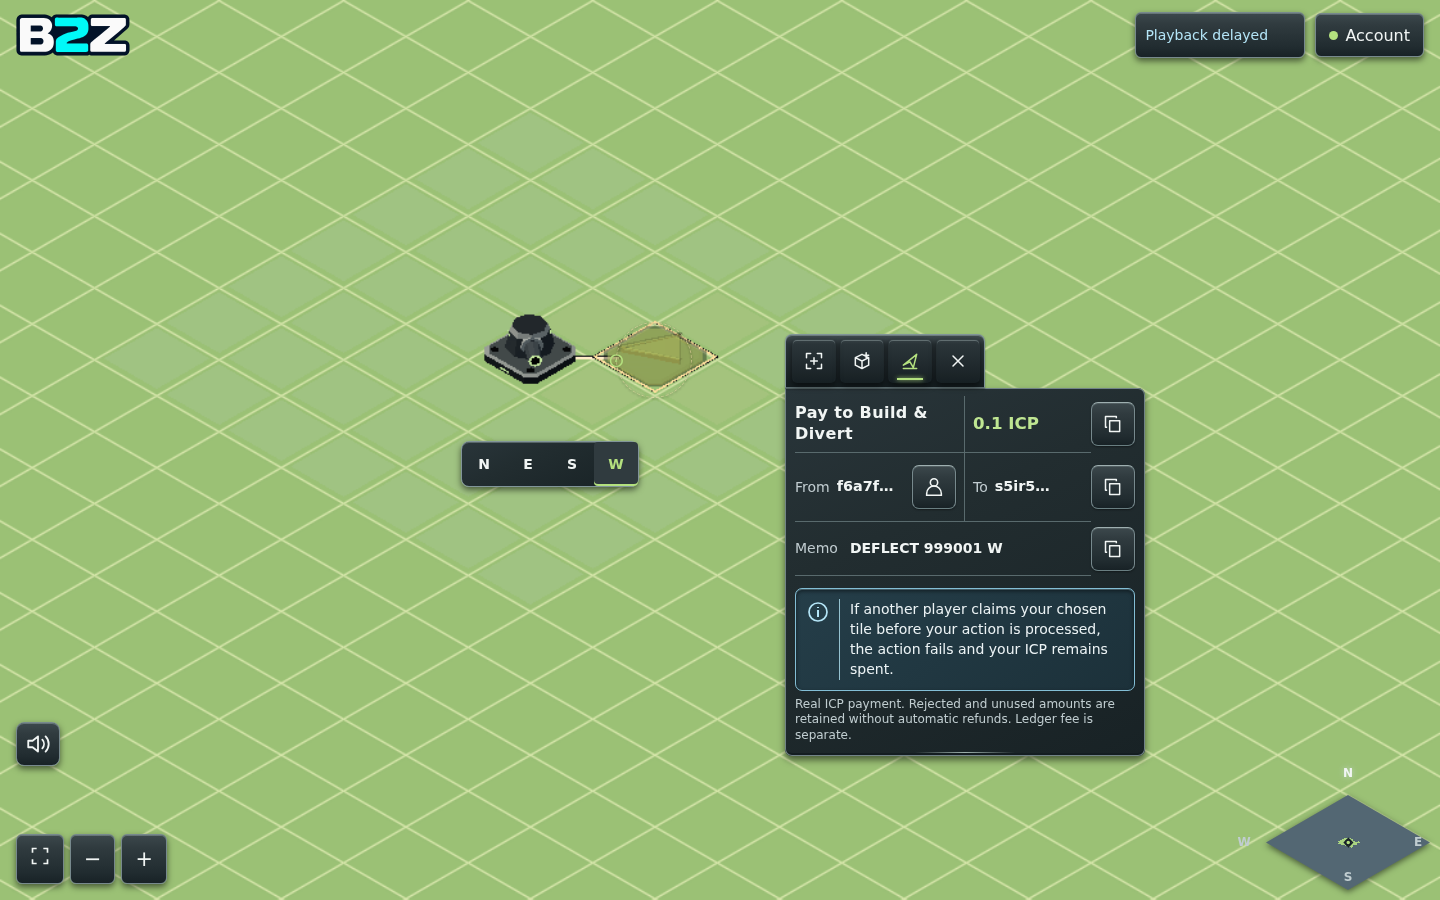 B2Z
Playback delayed
Account
Pay to Build &
Divert
0.1 ICP
From f6a7f…
To s5ir5…
N E S W
Memo DEFLECT 999001 W
If another player claims your chosen
tile before your action is processed,
the action fails and your ICP remains
spent.
Real ICP payment. Rejected and unused amounts are
retained without automatic refunds. Ledger fee is
separate.
N
W
E
S